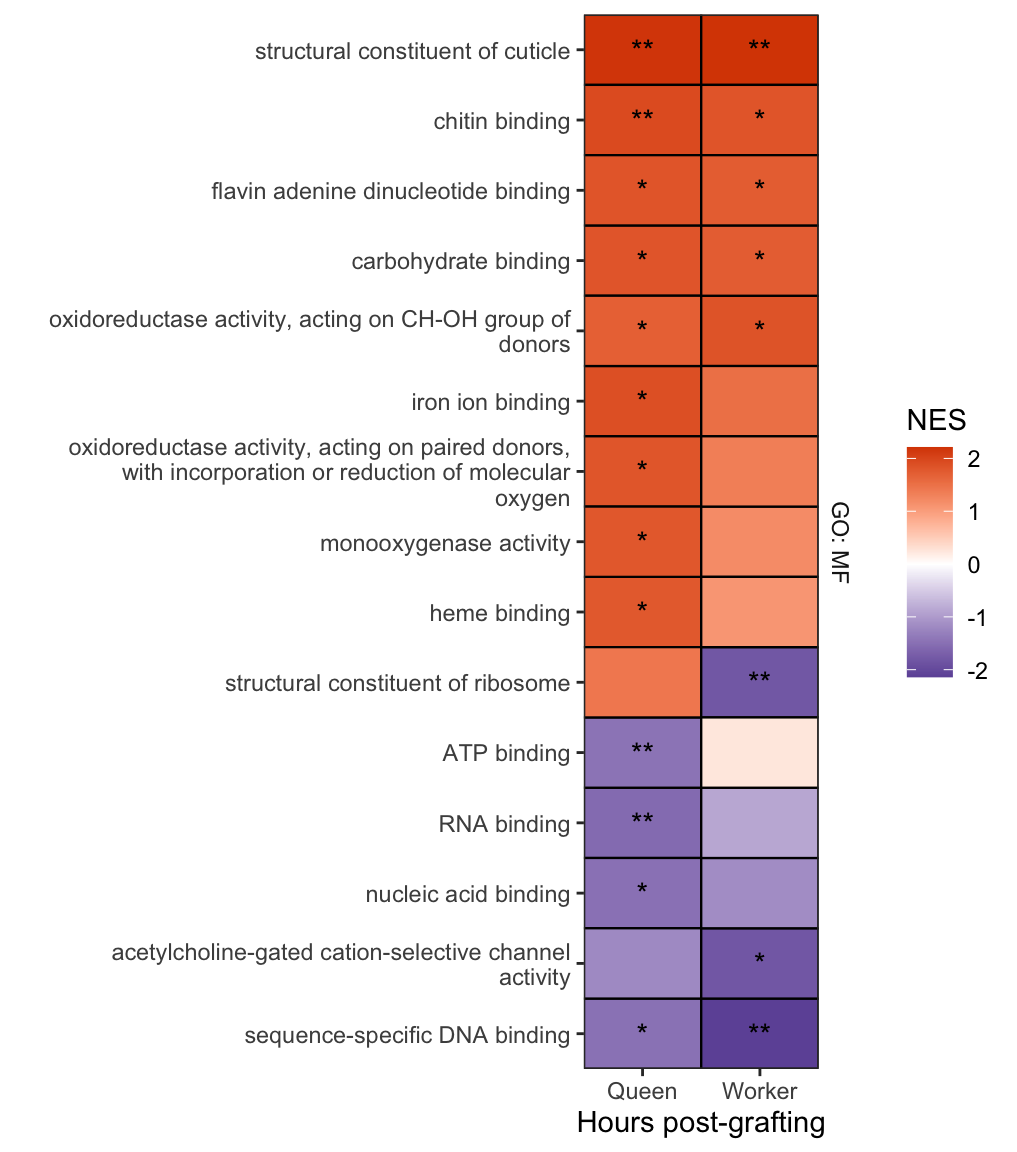 structural constituent of cuticle
** **
chitin binding
** *
flavin adenine dinucleotide binding
* *
carbohydrate binding
* *
oxidoreductase activity, acting on CH-OH group of
donors
* *
iron ion binding
*
oxidoreductase activity, acting on paired donors,
with incorporation or reduction of molecular
oxygen
*
monooxygenase activity
*
heme binding
*
structural constituent of ribosome
**
ATP binding
**
RNA binding
**
nucleic acid binding
*
acetylcholine-gated cation-selective channel
activity
*
sequence-specific DNA binding
* **
Queen Worker
Hours post-grafting
GO: MF
NES
2
1
0
-1
-2